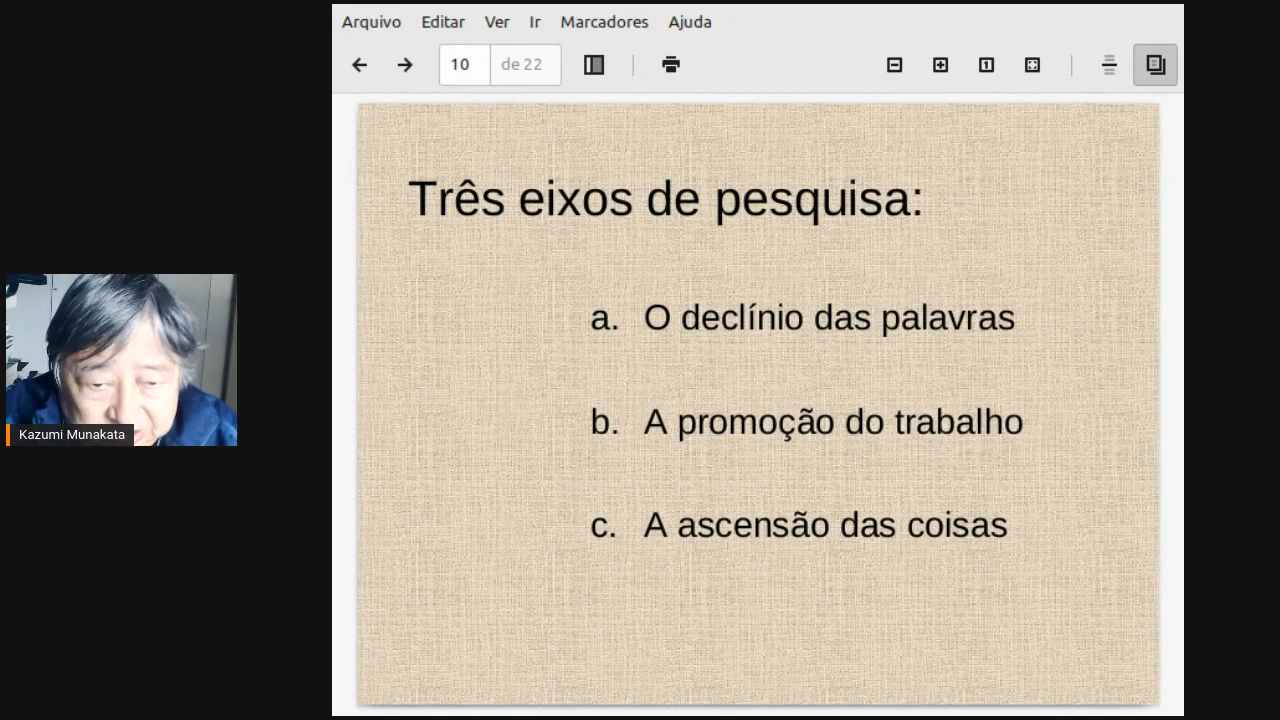 Arquivo Editar Ver Ir Marcadores Ajuda
10 de 22
1
Três eixos de pesquisa:
a. O declínio das palavras
b. A promoção do trabalho
c. A ascensão das coisas
Kazumi Munakata